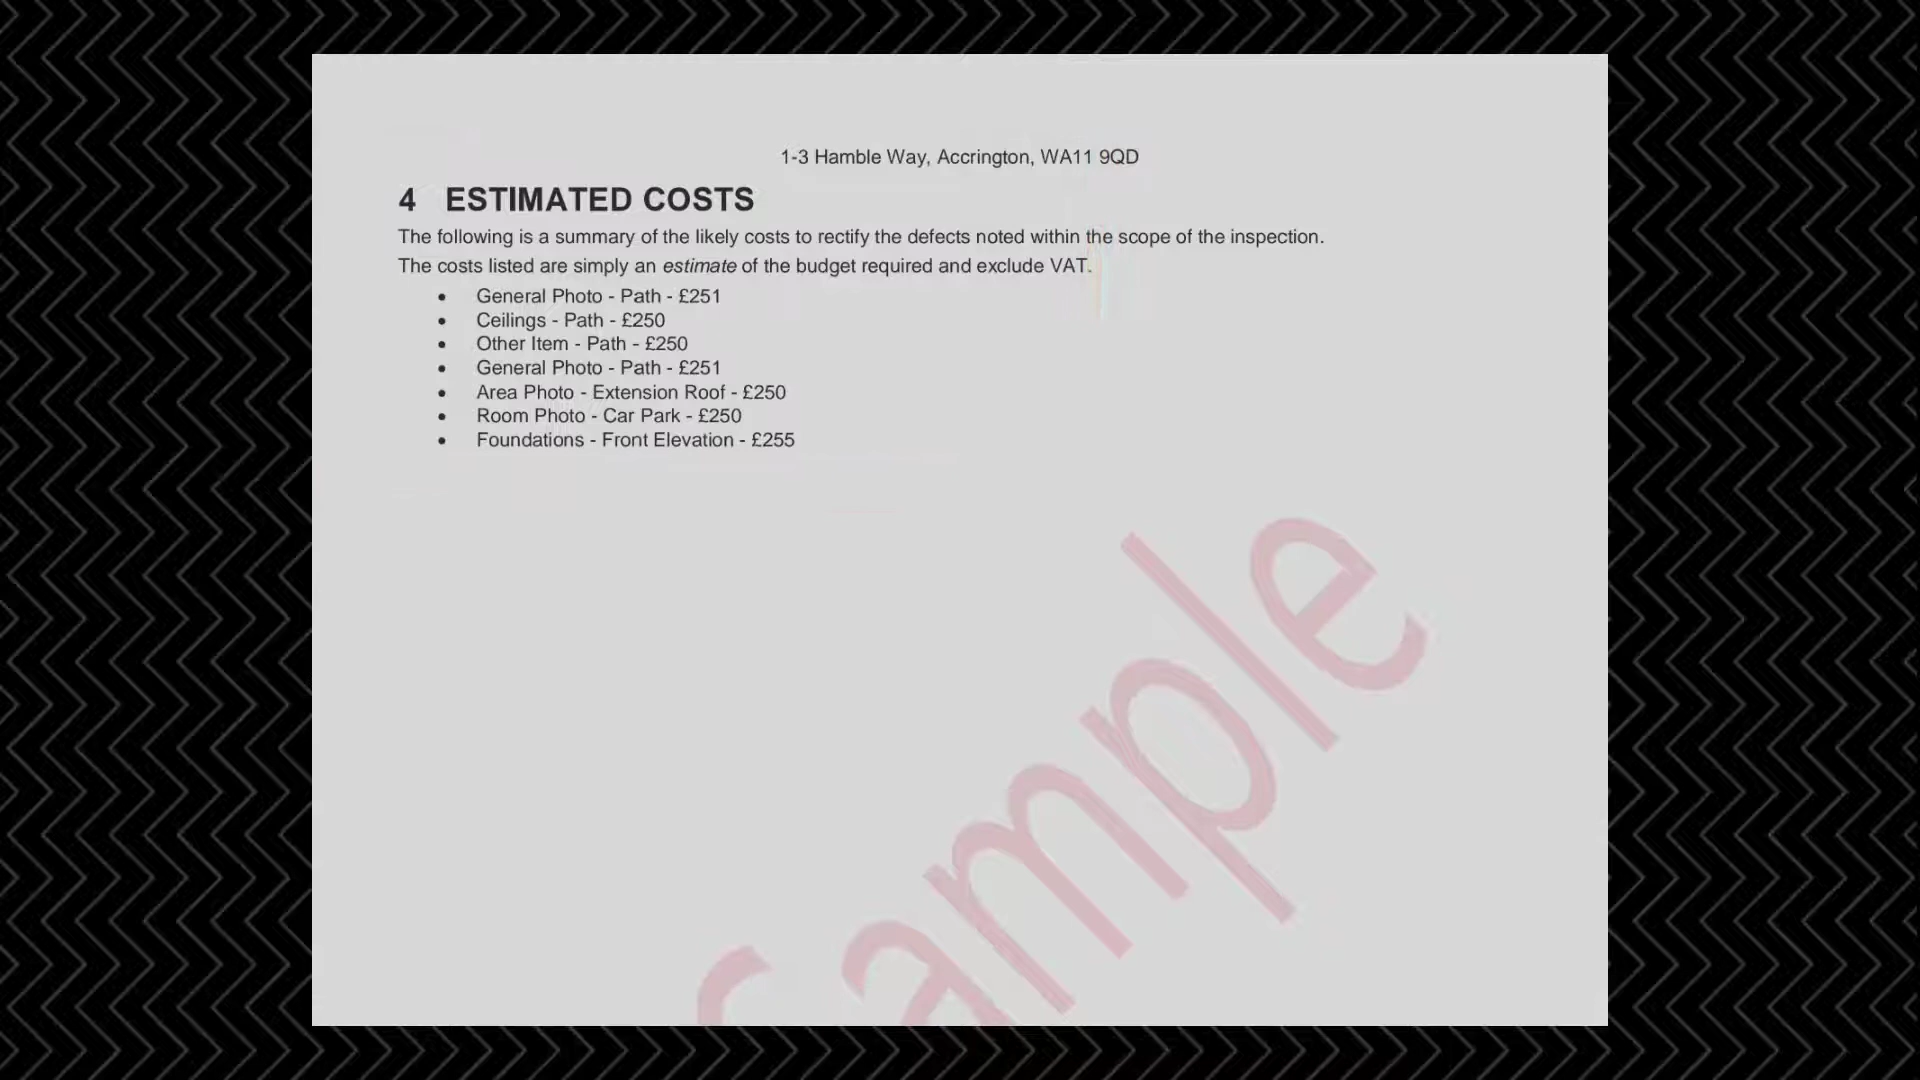 1-3 Hamble Way, Accrington, WA11 9QD
4 ESTIMATED COSTS
The following is a summary of the likely costs to rectify the defects noted within the scope of the inspection.
The costs listed are simply an estimate of the budget required and exclude VAT.
• General Photo - Path - £251
• Ceilings - Path - £250
• Other Item - Path - £250
• General Photo - Path - £251
• Area Photo - Extension Roof - £250
• Room Photo - Car Park - £250
• Foundations - Front Elevation - £255
Sample